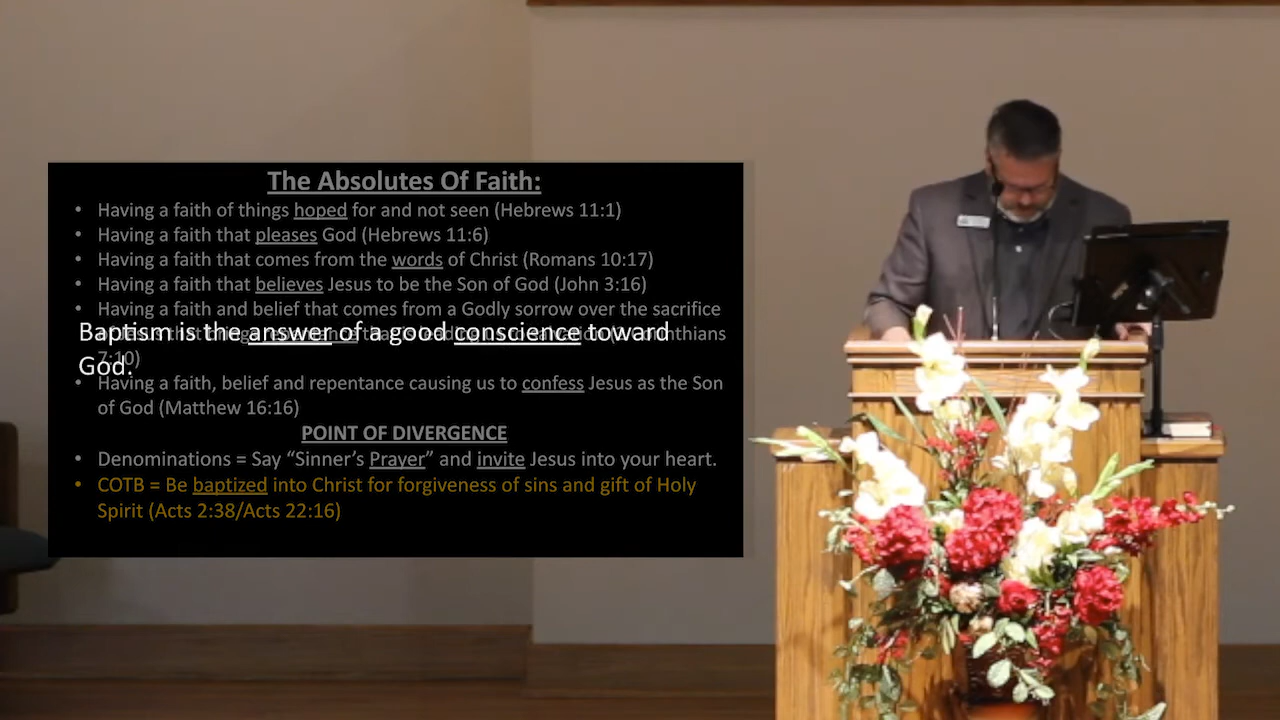 The Absolutes Of Faith:
• Having a faith of things hoped for and not seen (Hebrews 11:1)
• Having a faith that pleases God (Hebrews 11:6)
• Having a faith that comes from the words of Christ (Romans 10:17)
• Having a faith that believes Jesus to be the Son of God (John 3:16)
• Having a faith and belief that comes from a Godly sorrow over the sacrifice
Baptism is the answer of a good conscience toward
God.
7:10)
• Having a faith, belief and repentance causing us to confess Jesus as the Son
of God (Matthew 16:16)
POINT OF DIVERGENCE
• Denominations = Say “Sinner’s Prayer” and invite Jesus into your heart.
• COTB = Be baptized into Christ for forgiveness of sins and gift of Holy
Spirit (Acts 2:38/Acts 22:16)